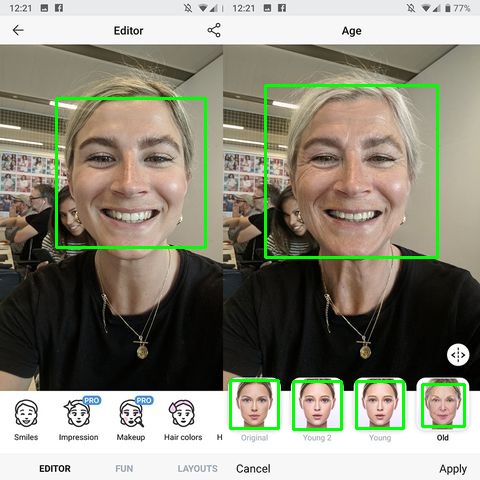 12:21
Editor
PRO
PRO
Smiles Impression Makeup Hair colors H
EDITOR FUN LAYOUTS
12:21 77%
Age
Original Young 2 Young Old
Cancel Apply